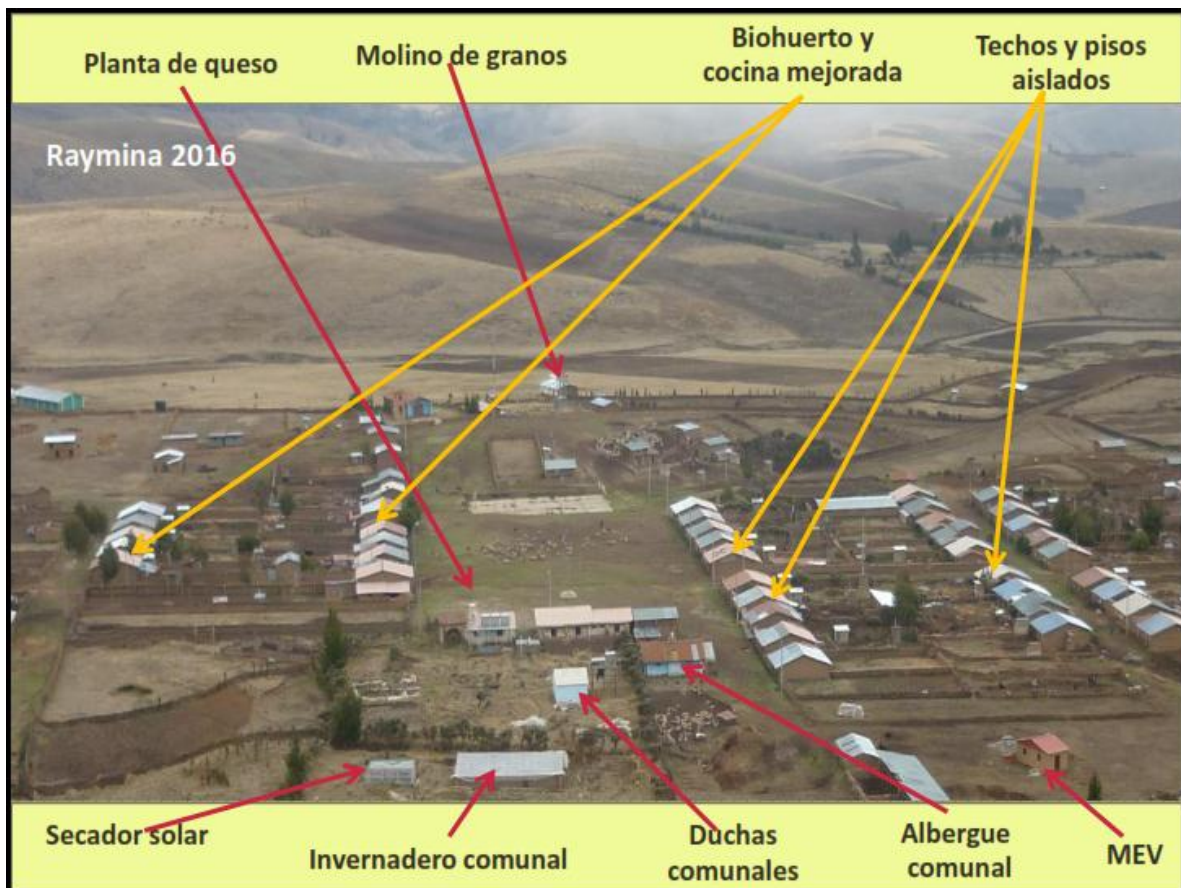 Planta de queso
Molino de granos
Biohuerto y
cocina mejorada
Techos y pisos
aislados
Raymina 2016
Secador solar
Invernadero comunal
Duchas
comunales
Albergue
comunal
MEV